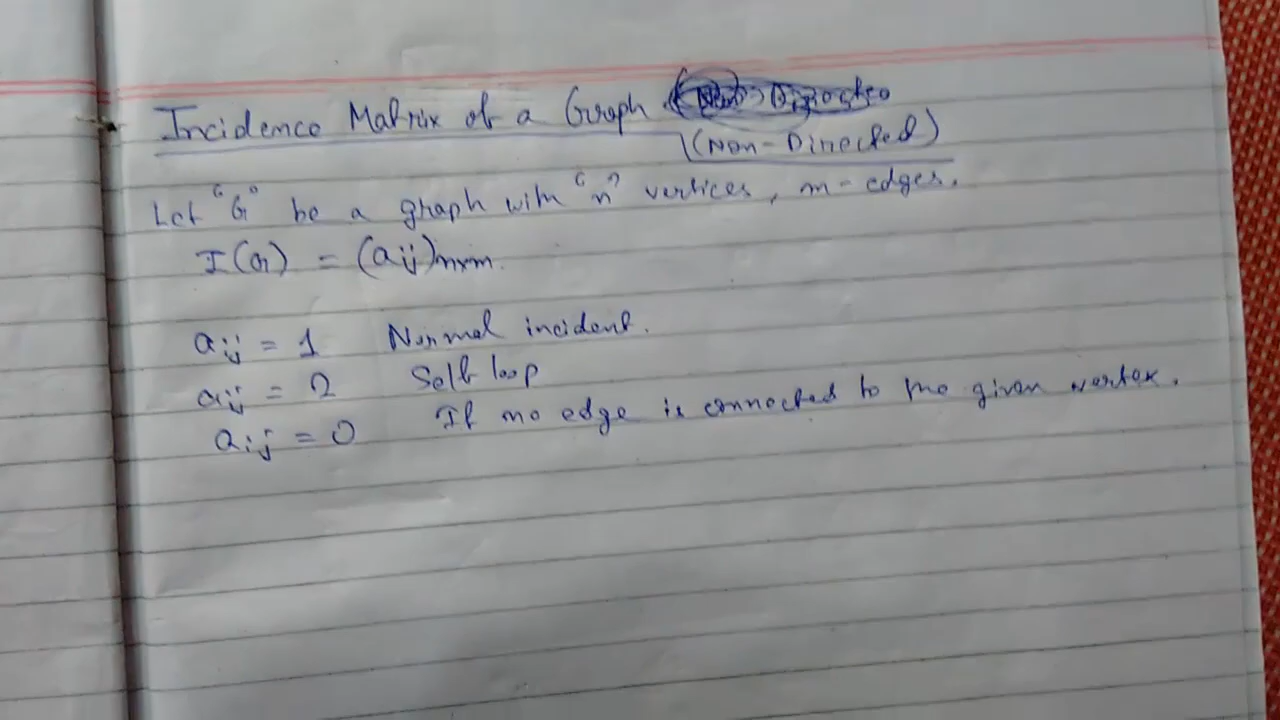 Incidence Matrix of a Graph
(Non-Directed)
Let "G" be a graph with "n" vertices, m-edges.
I(G) = (aij)nxm.
aij = 1 Normal incident.
aij = 2 Self loop
aij = 0 If no edge is connected to the given vertex.